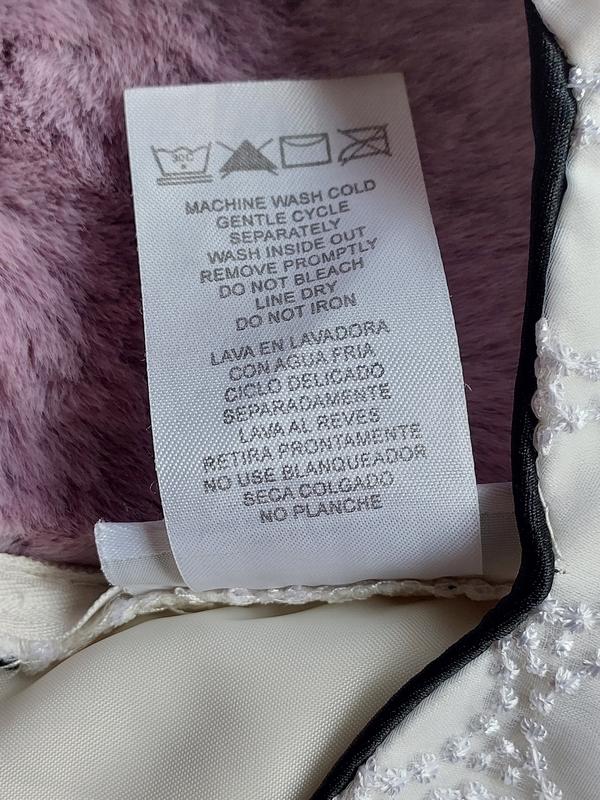 30C
MACHINE WASH COLD
GENTLE CYCLE
SEPARATELY
WASH INSIDE OUT
REMOVE PROMPTLY
DO NOT BLEACH
LINE DRY
DO NOT IRON
LAVA EN LAVADORA
CON AGUA FRIA
CICLO DELICADO
SEPARADAMENTE
LAVA AL REVES
RETIRA PRONTAMENTE
NO USE BLANQUEADOR
SECA COLGADO
NO PLANCHE